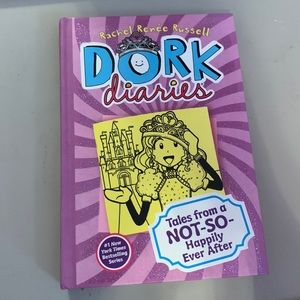 Rachel Renée Russell
DORK
diaries
Tales from a
NOT-SO-
Happily
Ever After
#1 New
York Times
Bestselling
Series